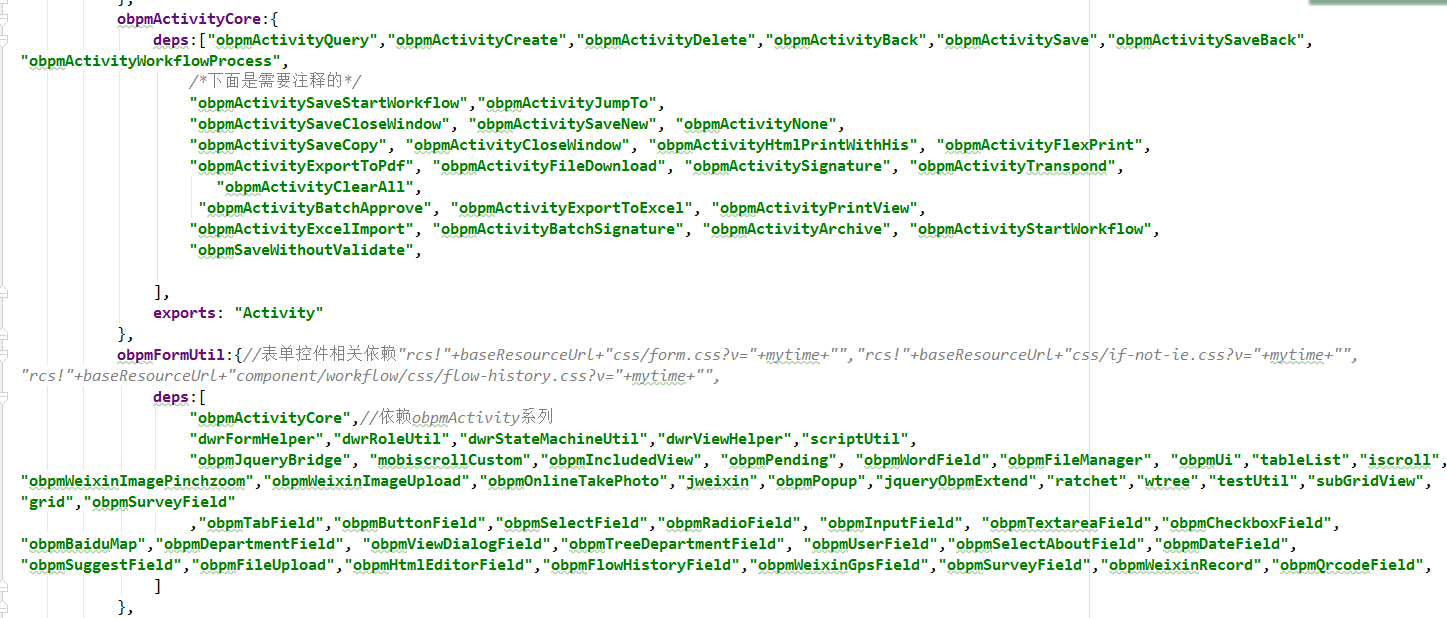 },
obpmActivityCore:{
deps:["obpmActivityQuery","obpmActivityCreate","obpmActivityDelete","obpmActivityBack","obpmActivitySave","obpmActivitySaveBack",
"obpmActivityWorkflowProcess",
/*下面是需要注释的*/
"obpmActivitySaveStartWorkflow","obpmActivityJumpTo",
"obpmActivitySaveCloseWindow", "obpmActivitySaveNew", "obpmActivityNone",
"obpmActivitySaveCopy", "obpmActivityCloseWindow", "obpmActivityHtmlPrintWithHis", "obpmActivityFlexPrint",
"obpmActivityExportToPdf", "obpmActivityFileDownload", "obpmActivitySignature", "obpmActivityTranspond",
"obpmActivityClearAll",
"obpmActivityBatchApprove", "obpmActivityExportToExcel", "obpmActivityPrintView",
"obpmActivityExcelImport", "obpmActivityBatchSignature", "obpmActivityArchive", "obpmActivityStartWorkflow",
"obpmSaveWithoutValidate",
],
exports: "Activity"
},
obpmFormUtil:{//表单控件相关依赖"rcs!"+baseResourceUrl+"css/form.css?v="+mytime+"","rcs!"+baseResourceUrl+"css/if-not-ie.css?v="+mytime+"",
"rcs!"+baseResourceUrl+"component/workflow/css/flow-history.css?v="+mytime+"",
deps:[
"obpmActivityCore",//依赖obpmActivity系列
"dwrFormHelper","dwrRoleUtil","dwrStateMachineUtil","dwrViewHelper","scriptUtil",
"obpmJqueryBridge", "mobiscrollCustom","obpmIncludedView", "obpmPending", "obpmWordField","obpmFileManager", "obpmUi","tableList","iscroll",
"obpmWeixinImagePinchzoom","obpmWeixinImageUpload","obpmOnlineTakePhoto","jweixin","obpmPopup","jqueryObpmExtend","ratchet","wtree","testUtil","subGridView",
"grid","obpmSurveyField"
,"obpmTabField","obpmButtonField","obpmSelectField","obpmRadioField", "obpmInputField", "obpmTextareaField","obpmCheckboxField",
"obpmBaiduMap","obpmDepartmentField", "obpmViewDialogField","obpmTreeDepartmentField", "obpmUserField","obpmSelectAboutField","obpmDateField",
"obpmSuggestField","obpmFileUpload","obpmHtmlEditorField","obpmFlowHistoryField","obpmWeixinGpsField","obpmSurveyField","obpmWeixinRecord","obpmQrcodeField",
]
},